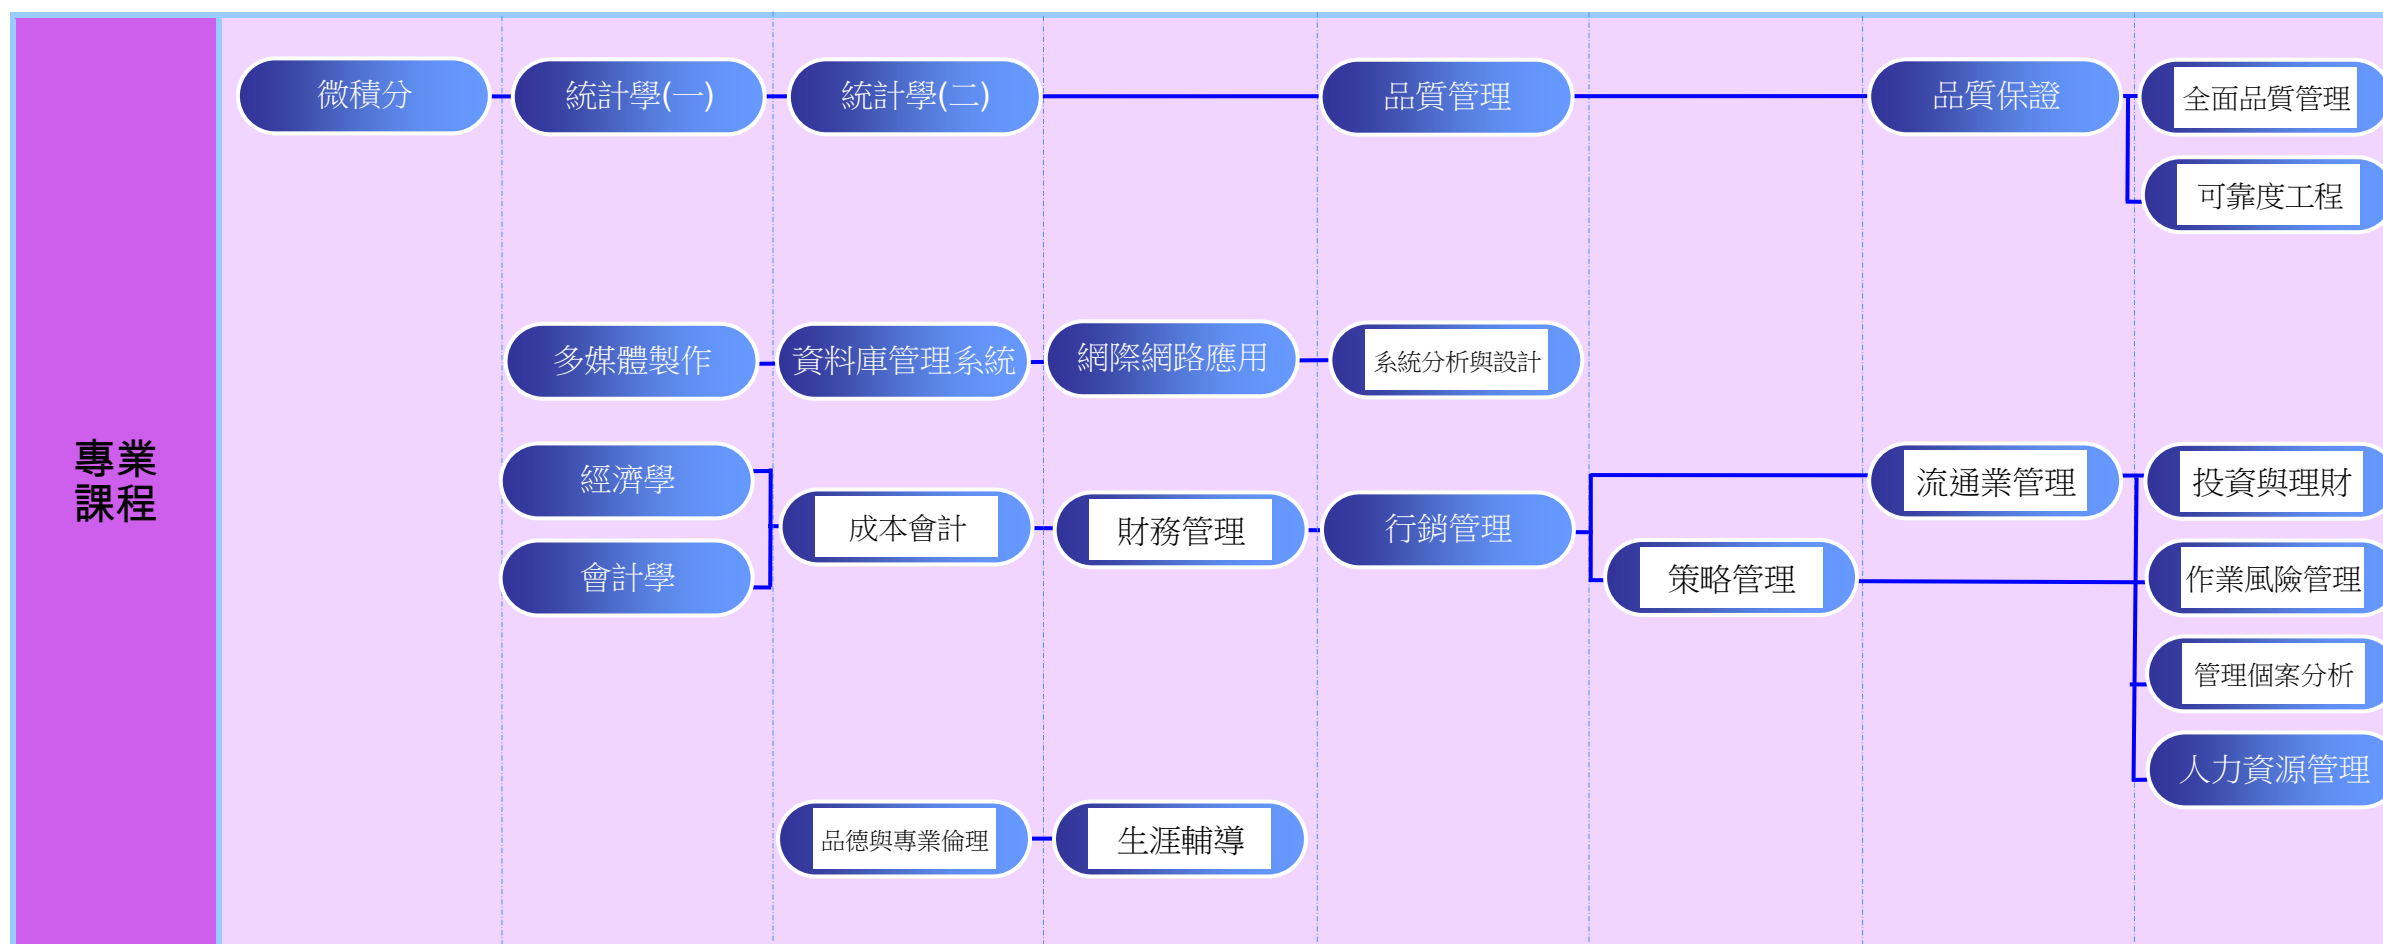 專業
課程
微積分
統計學(一)
統計學(二)
品質管理
品質保證
全面品質管理
可靠度工程
多媒體製作
資料庫管理系統
網際網路應用
系統分析與設計
經濟學
會計學
成本會計
財務管理
行銷管理
策略管理
流通業管理
投資與理財
作業風險管理
管理個案分析
人力資源管理
品德與專業倫理
生涯輔導